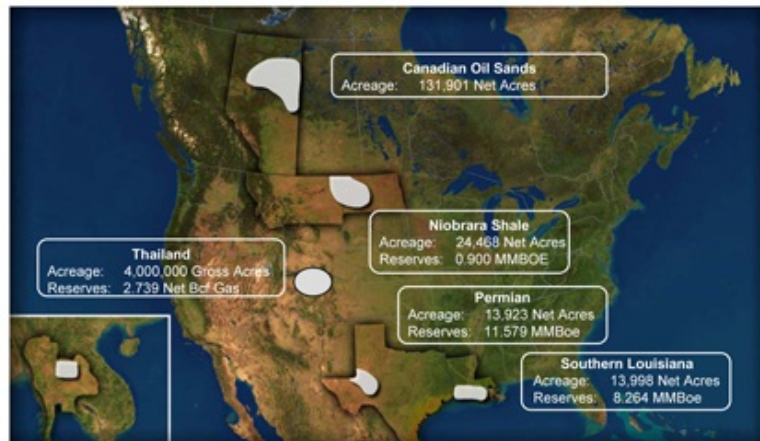 Canadian Oil Sands
Acreage: 131,901 Net Acres
Niobrara Shale
Acreage: 24,468 Net Acres
Reserves: 0.900 MMBOE
Thailand
Acreage: 4,000,000 Gross Acres
Reserves: 2.739 Net Bcf Gas
Permian
Acreage: 13,923 Net Acres
Reserves: 11.579 MMBoe
Southern Louisiana
Acreage: 13,998 Net Acres
Reserves: 8.264 MMBoe